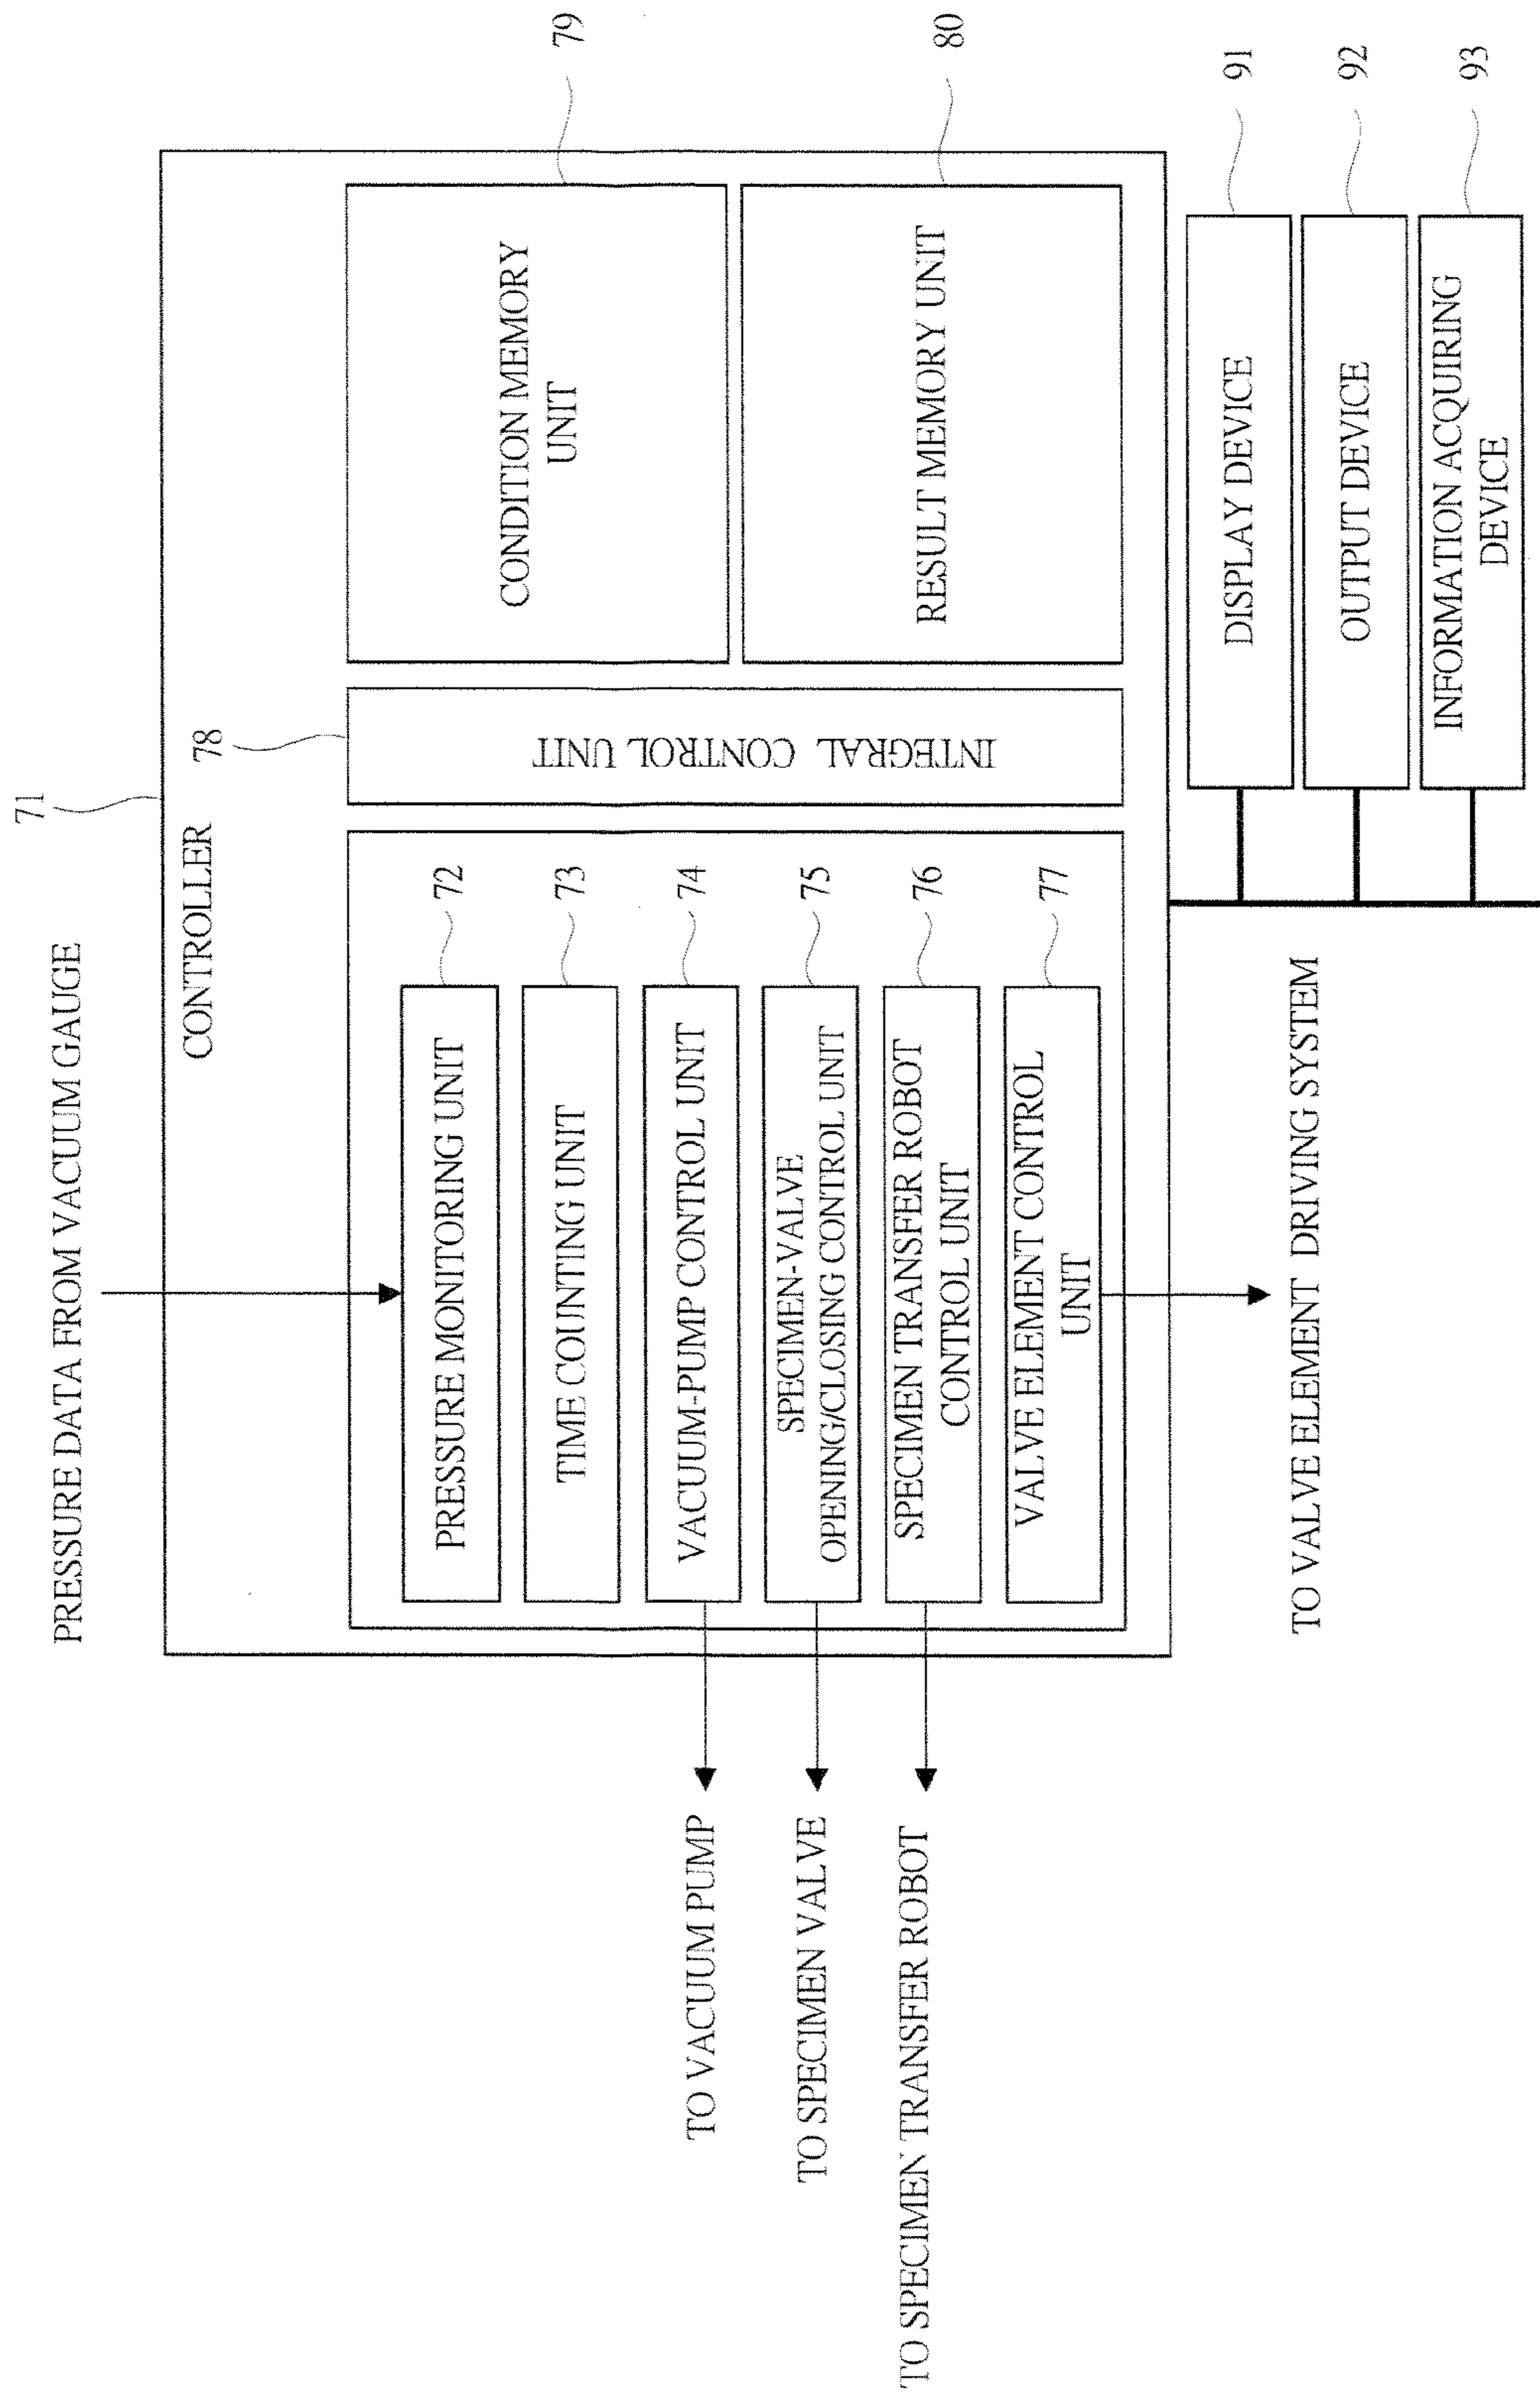 PRESSURE DATA FROM VACUUM GAUGE
71
CONTROLLER
78
79
80
PRESSURE MONITORING UNIT
72
TIME COUNTING UNIT
73
VACUUM-PUMP CONTROL UNIT
74
SPECIMEN-VALVE
OPENING/CLOSING CONTROL UNIT
75
SPECIMEN TRANSFER ROBOT
CONTROL UNIT
76
VALVE ELEMENT CONTROL
UNIT
77
INTEGRAL CONTROL UNIT
CONDITION MEMORY
UNIT
RESULT MEMORY UNIT
TO VACUUM PUMP
TO SPECIMEN VALVE
TO SPECIMEN TRANSFER ROBOT
TO VALVE ELEMENT DRIVING SYSTEM
DISPLAY DEVICE
91
OUTPUT DEVICE
92
INFORMATION ACQUIRING
DEVICE
93